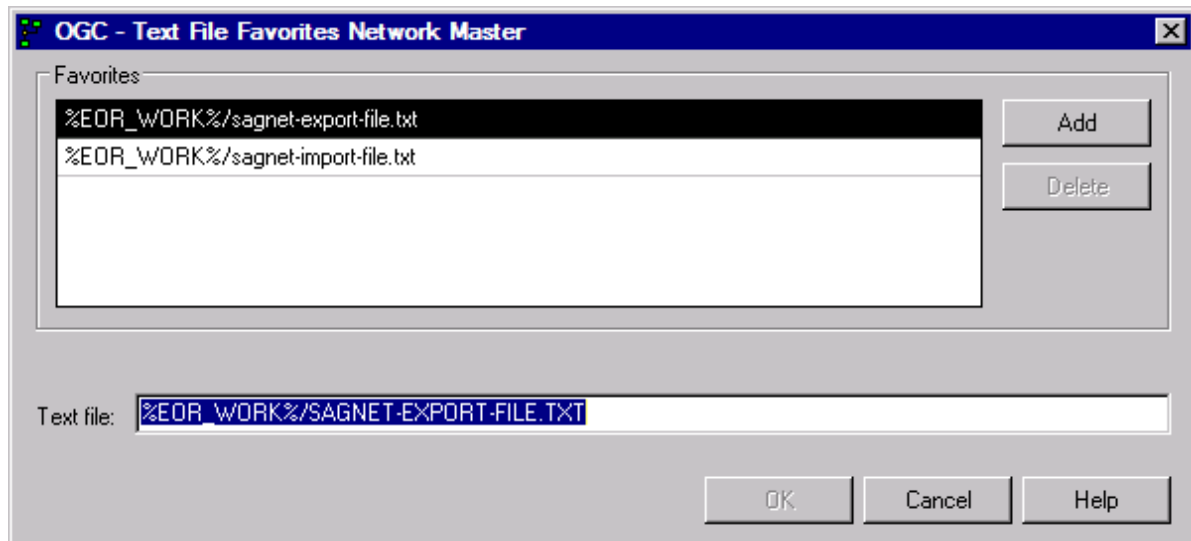 OGC - Text File Favorites Network Master
Favorites
%EOR_WORK%/sagnet-export-file.txt
%EOR_WORK%/sagnet-import-file.txt
Add
Delete
Text file: %EOR_WORK%/SAGNET-EXPORT-FILE.TXT
OK Cancel Help